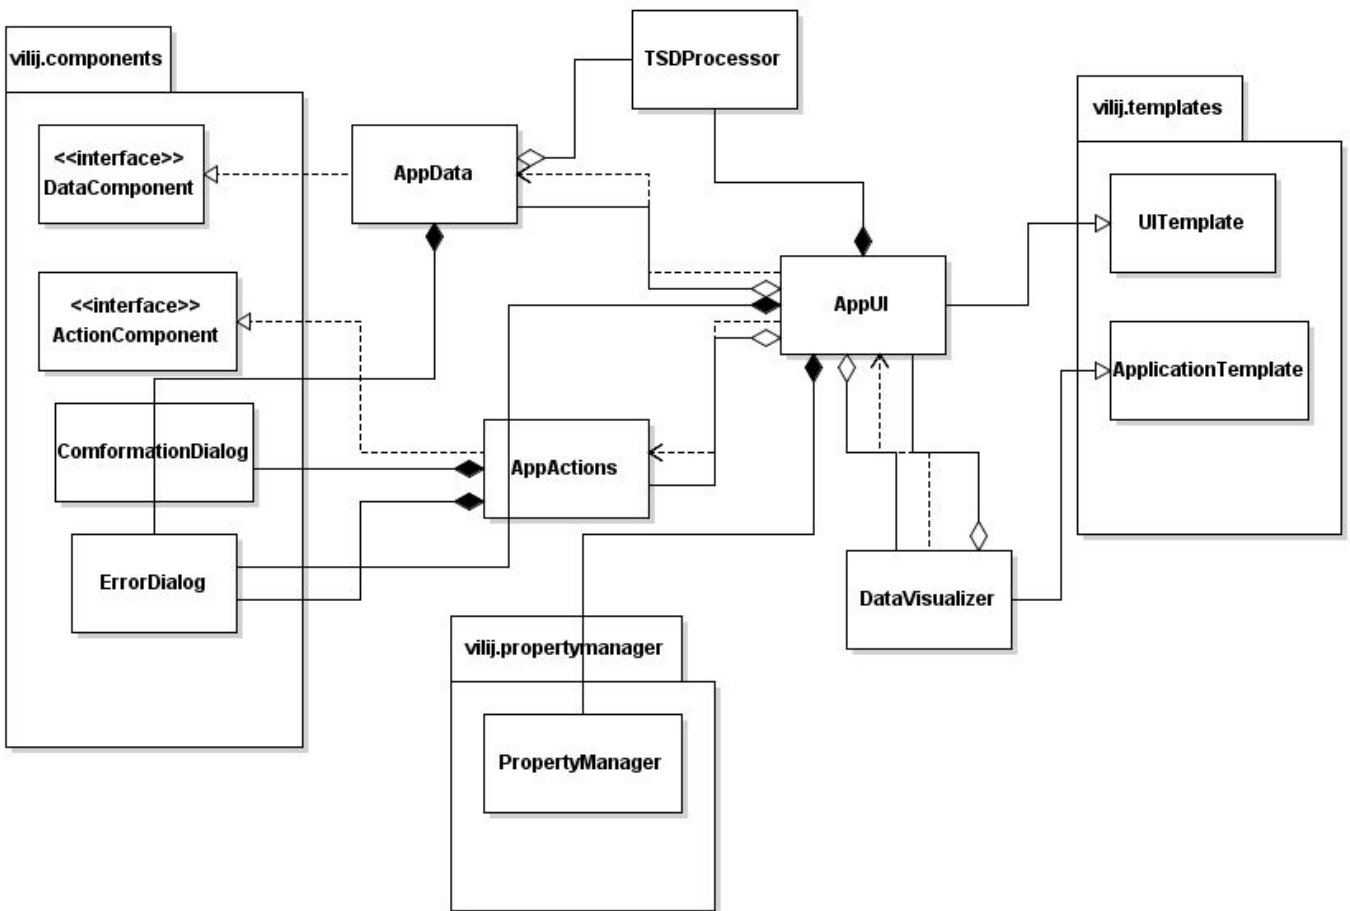 vilij.components
TSDProcessor
vilij.templates
<<interface>>
DataComponent
AppData
UITemplate
<<interface>>
ActionComponent
AppUI
ApplicationTemplate
ComformationDialog
AppActions
ErrorDialog
DataVisualizer
vilij.propertymanager
PropertyManager